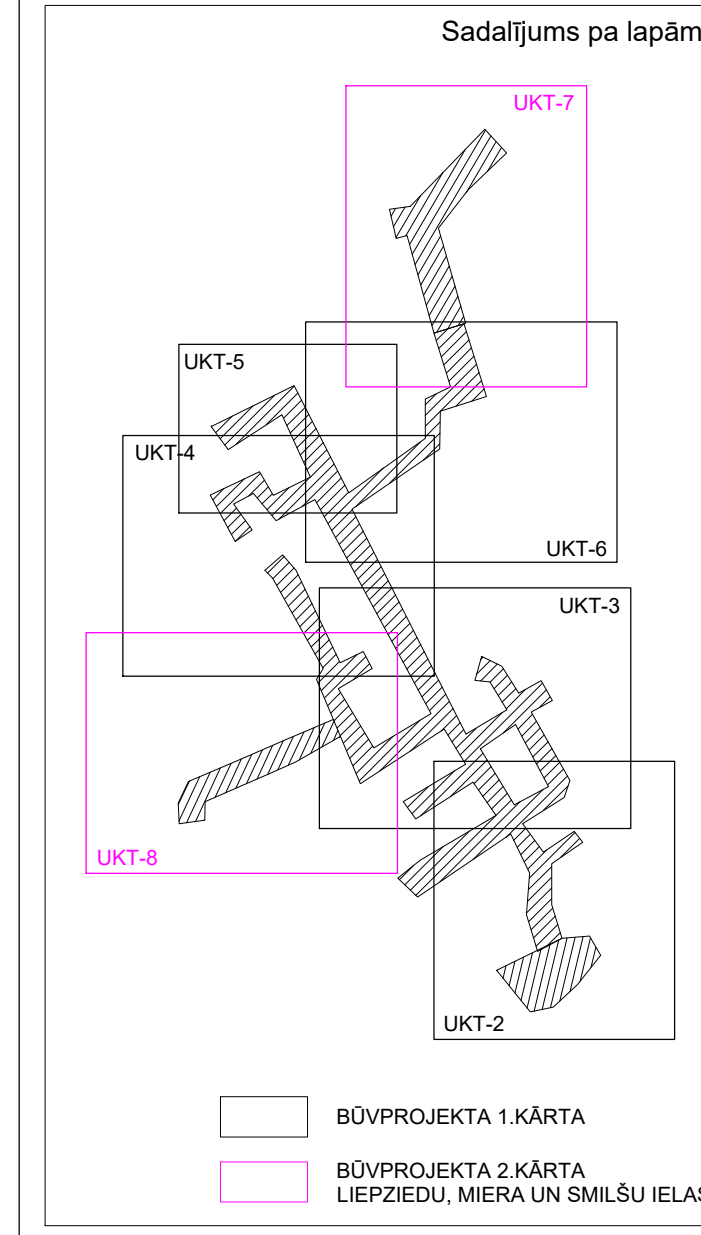 Sadalījums pa lapām
UKT-7
UKT-5
UKT-4
UKT-6
UKT-3
UKT-8
UKT-2
BŪVPROJEKTA 1.KĀRTA
BŪVPROJEKTA 2.KĀRTA
LIEPZIEDU, MIERA UN SMILŠU IELAS